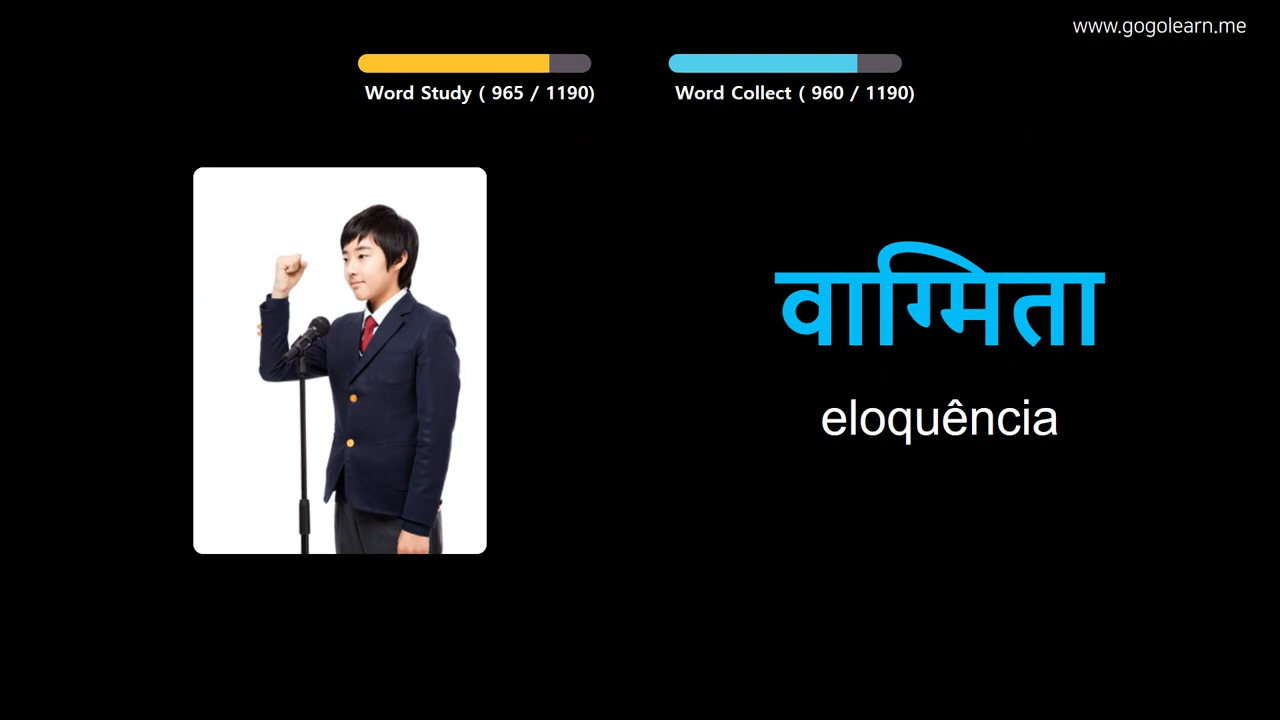 www.gogolearn.me
Word Study ( 965 / 1190)
Word Collect ( 960 / 1190)
वाग्मिता
eloquência